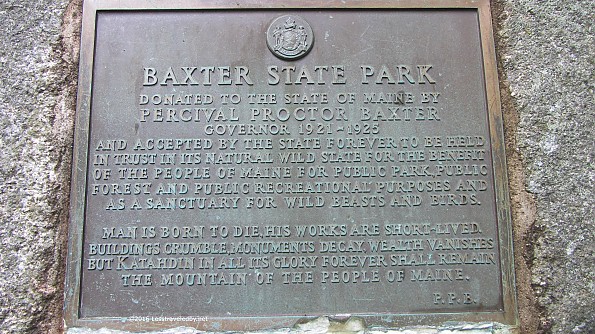 BAXTER STATE PARK
DONATED TO THE STATE OF MAINE BY
PERCIVAL PROCTOR BAXTER
GOVERNOR 1921-1925
AND ACCEPTED BY THE STATE FOREVER TO BE HELD
IN TRUST IN ITS NATURAL WILD STATE FOR THE BENEFIT
OF THE PEOPLE OF MAINE FOR PUBLIC PARK, PUBLIC
FOREST AND PUBLIC RECREATIONAL PURPOSES AND
AS A SANCTUARY FOR WILD BEASTS AND BIRDS.
MAN IS BORN TO DIE, HIS WORKS ARE SHORT-LIVED
BUILDINGS CRUMBLE, MONUMENTS DECAY, WEALTH VANISHES
BUT KATAHDIN IN ALL ITS GLORY FOREVER SHALL REMAIN
THE MOUNTAIN OF THE PEOPLE OF MAINE.
P.P.B.
©2015 Lesstraveledby.net